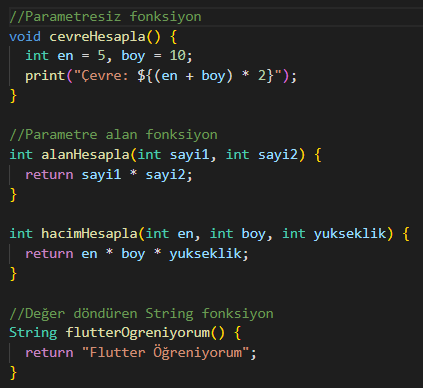 //Parametresiz fonksiyon
void cevreHesapla() {
  int en = 5, boy = 10;
  print("Çevre: ${(en + boy) * 2}");
}

//Parametre alan fonksiyon
int alanHesapla(int sayi1, int sayi2) {
  return sayi1 * sayi2;
}

int hacimHesapla(int en, int boy, int yukseklik) {
  return en * boy * yukseklik;
}

//Değer döndüren String fonksiyon
String flutterOgreniyorum() {
  return "Flutter Öğreniyorum";
}